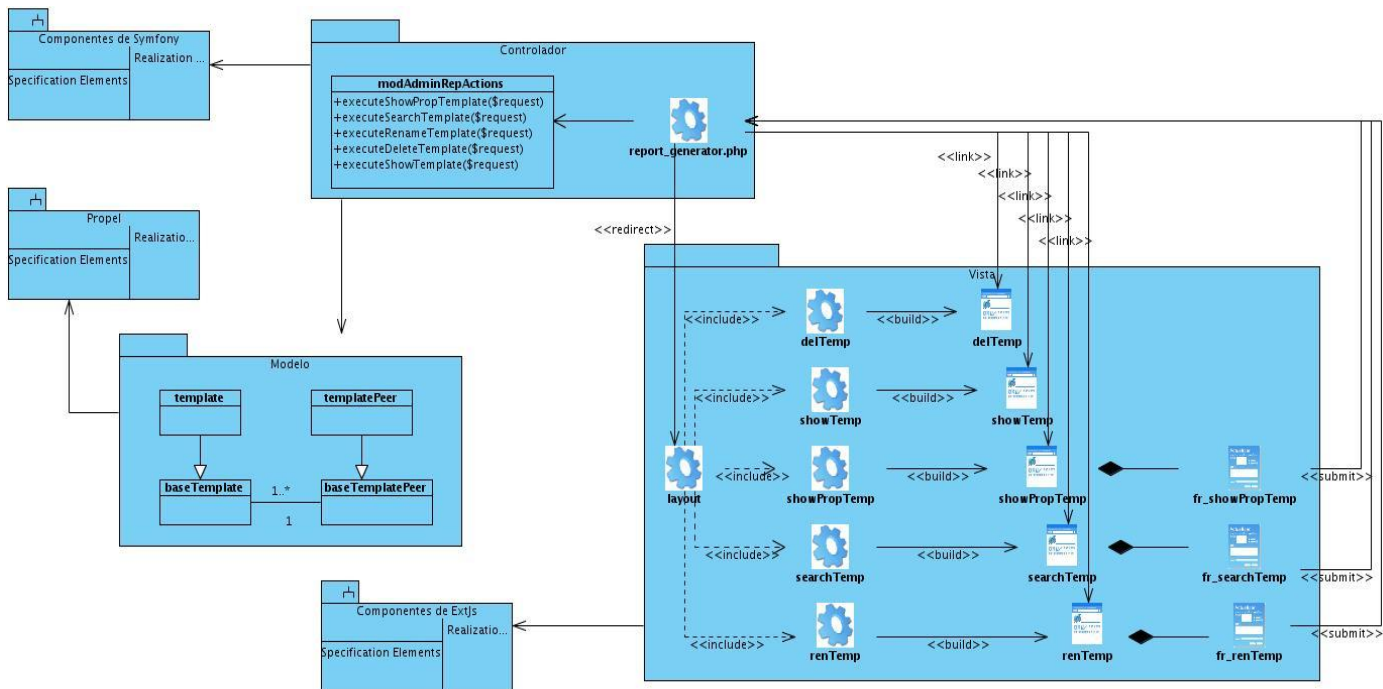 Componentes de Symfony
Realization ...
Specification Elements
Controlador
modAdminRepActions
+executeShowPropTemplate($request)
+executeSearchTemplate($request)
+executeRenameTemplate($request)
+executeDeleteTemplate($request)
+executeShowTemplate($request)
report_generator.php
<<link>>
<<link>>
<<link>>
<<link>>
<<link>>
<<redirect>>
Propel
Realizatio...
Specification Elements
Modelo
template
templatePeer
baseTemplate
1..*
1
baseTemplatePeer
Vista
<<include>>
delTemp
<<build>>
delTemp
<<include>>
showTemp
<<build>>
showTemp
layout
<<include>>
showPropTemp
<<build>>
showPropTemp
fr_showPropTemp
<<submit>>
<<include>>
searchTemp
<<build>>
searchTemp
fr_searchTemp
<<submit>>
<<include>>
renTemp
<<build>>
renTemp
fr_renTemp
<<submit>>
Componentes de ExtJs
Realizatio...
Specification Elements